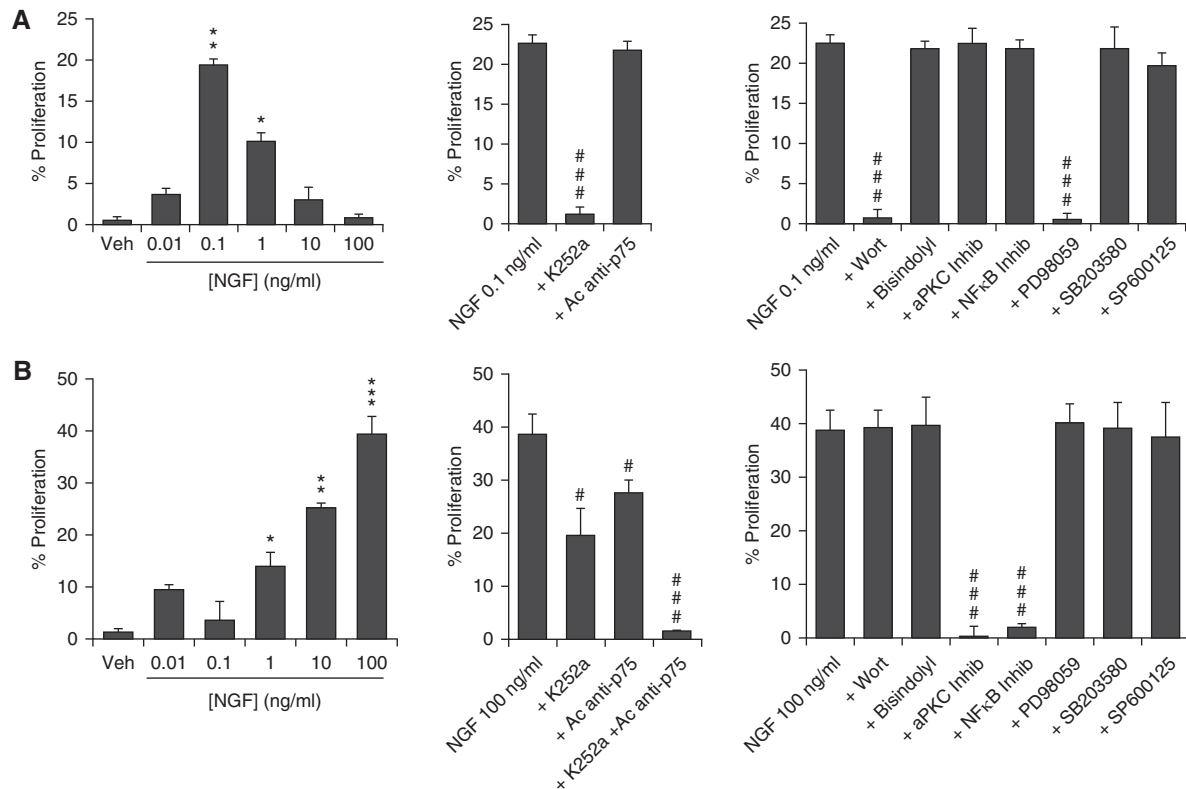 A
25
20
15
10
5
0
% Proliferation
* *
*
Veh 0.01 0.1 1 10 100
[NGF] (ng/ml)
25
20
15
10
5
0
% Proliferation
# # #
NGF 0.1 ng/ml
+ K252a
+ Ac anti-p75
25
20
15
10
5
0
% Proliferation
# # #
# # #
NGF 0.1 ng/ml
+ Wort
+ Bisindolyl
+ aPKC Inhib
+ NFκB Inhib
+ PD98059
+ SB203580
+ SP600125
B
50
40
30
20
10
0
% Proliferation
*
* *
* * *
Veh 0.01 0.1 1 10 100
[NGF] (ng/ml)
50
40
30
20
10
0
% Proliferation
#
#
# # #
NGF 100 ng/ml
+ K252a
+ Ac anti-p75
+ K252a +Ac anti-p75
50
40
30
20
10
0
% Proliferation
# # #
# # #
NGF 100 ng/ml
+ Wort
+ Bisindolyl
+ aPKC Inhib
+ NFκB Inhib
+ PD98059
+ SB203580
+ SP600125